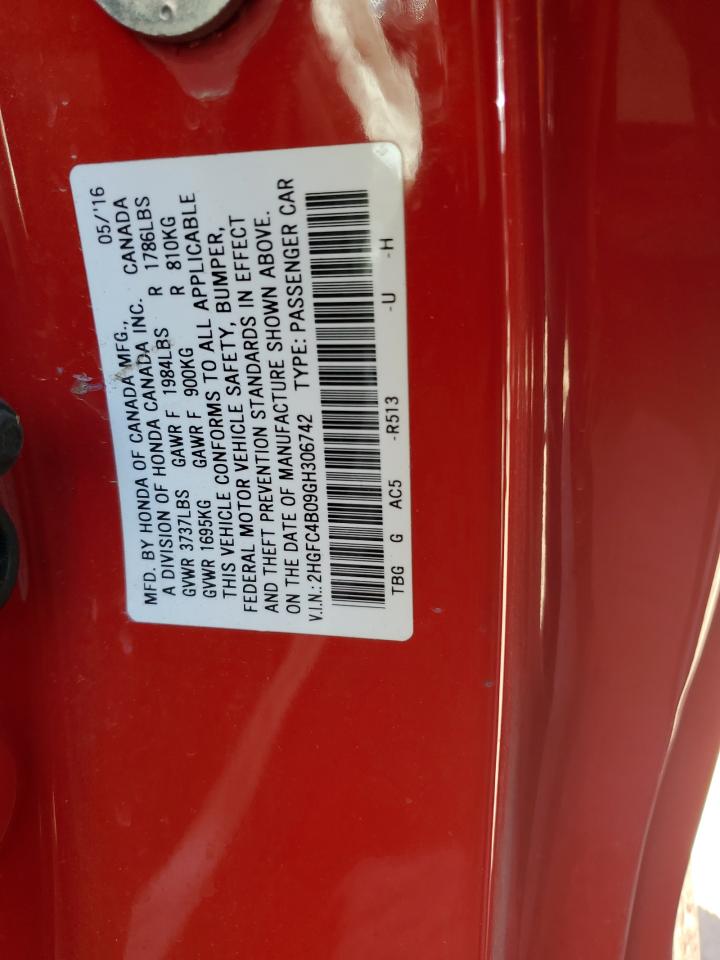 MFD. BY HONDA OF CANADA MFG., 05/'16
A DIVISION OF HONDA CANADA INC. CANADA
GVWR 3737LBS GAWR F 1984LBS R 1786LBS
GVWR 1695KG GAWR F 900KG R 810KG
THIS VEHICLE CONFORMS TO ALL APPLICABLE
FEDERAL MOTOR VEHICLE SAFETY, BUMPER,
AND THEFT PREVENTION STANDARDS IN EFFECT
ON THE DATE OF MANUFACTURE SHOWN ABOVE.
V.I.N.: 2HGFC4B09GH306742 TYPE: PASSENGER CAR
TBG G AC5 -R513 -U -H